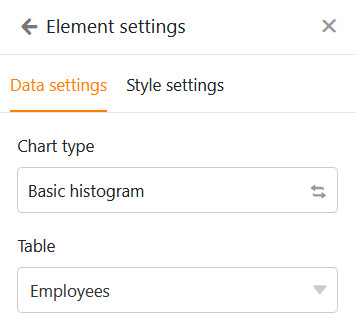 Element settings
Data settings Style settings
Chart type
Basic histogram
Table
Employees